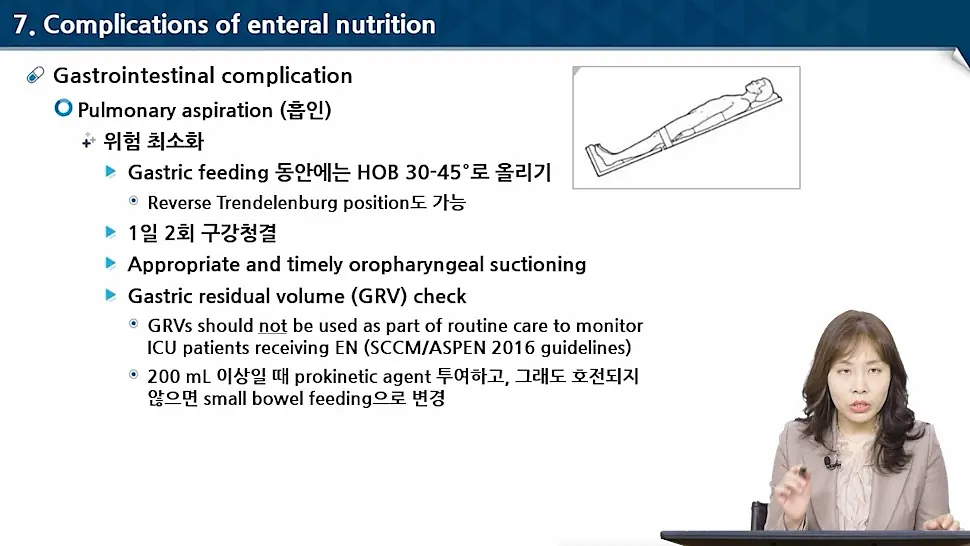 7. Complications of enteral nutrition
Gastrointestinal complication
Pulmonary aspiration (흡인)
위험 최소화
Gastric feeding 동안에는 HOB 30-45°로 올리기
Reverse Trendelenburg position도 가능
1일 2회 구강청결
Appropriate and timely oropharyngeal suctioning
Gastric residual volume (GRV) check
GRVs should not be used as part of routine care to monitor
ICU patients receiving EN (SCCM/ASPEN 2016 guidelines)
200 mL 이상일 때 prokinetic agent 투여하고, 그래도 호전되지
않으면 small bowel feeding으로 변경